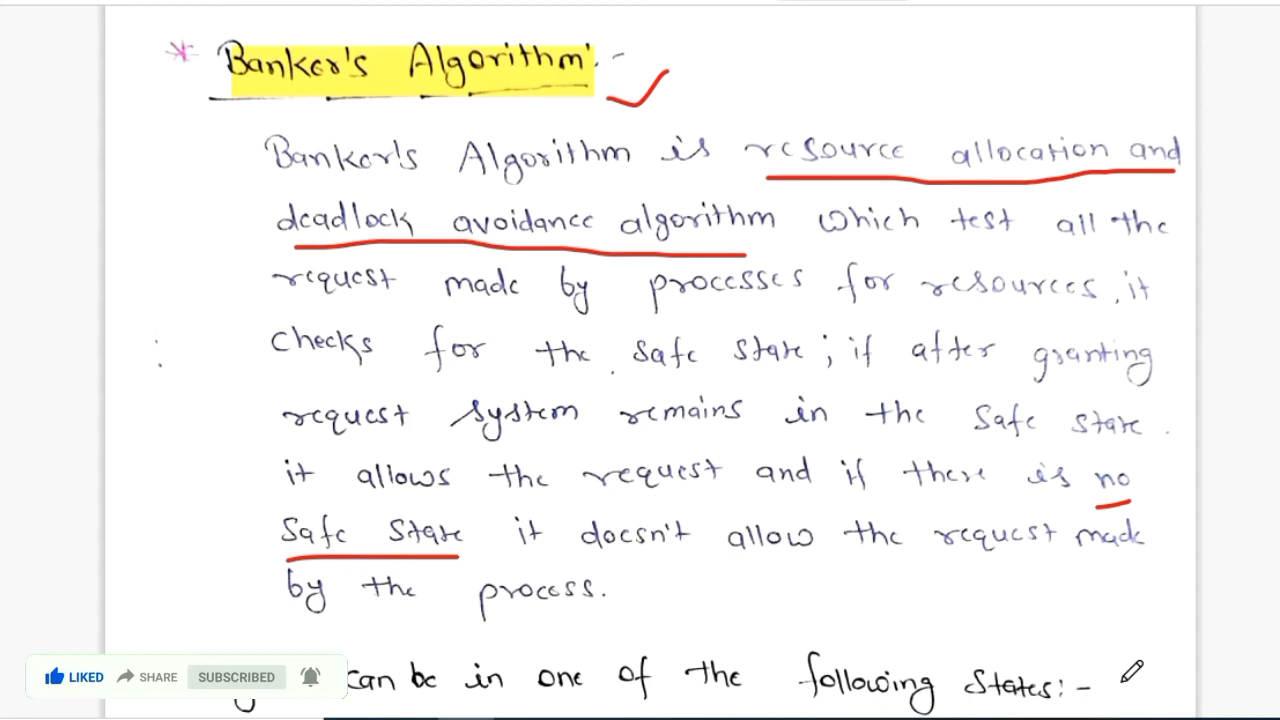 * Banker's Algorithm:-
Banker's Algorithm is resource allocation and
deadlock avoidance algorithm which test all the
request made by processes for resources, it
checks for the safe state; if after granting
request system remains in the safe state.
it allows the request and if there is no
safe state it doesn't allow the request made
by the process.
can be in one of the following states:-
LIKED SHARE SUBSCRIBED